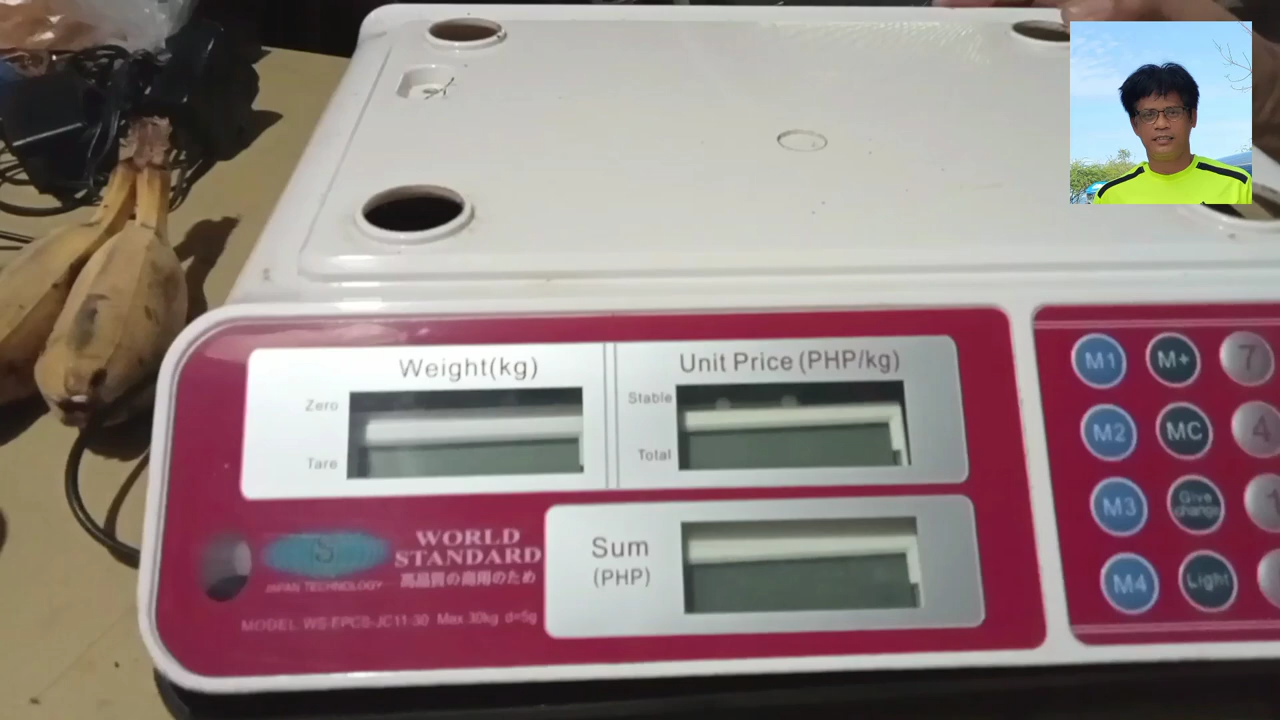 Weight(kg)
Zero
Tare
Unit Price (PHP/kg)
Stable
Total
Sum
(PHP)
S
WORLD
STANDARD
JAPAN TECHNOLOGY
高品質の商用のため
MODEL: WS-EPCS-JC11-30 Max 30kg d=5g
M1 M+ 7
M2 MC 4
M3 Give change 1
M4 Light